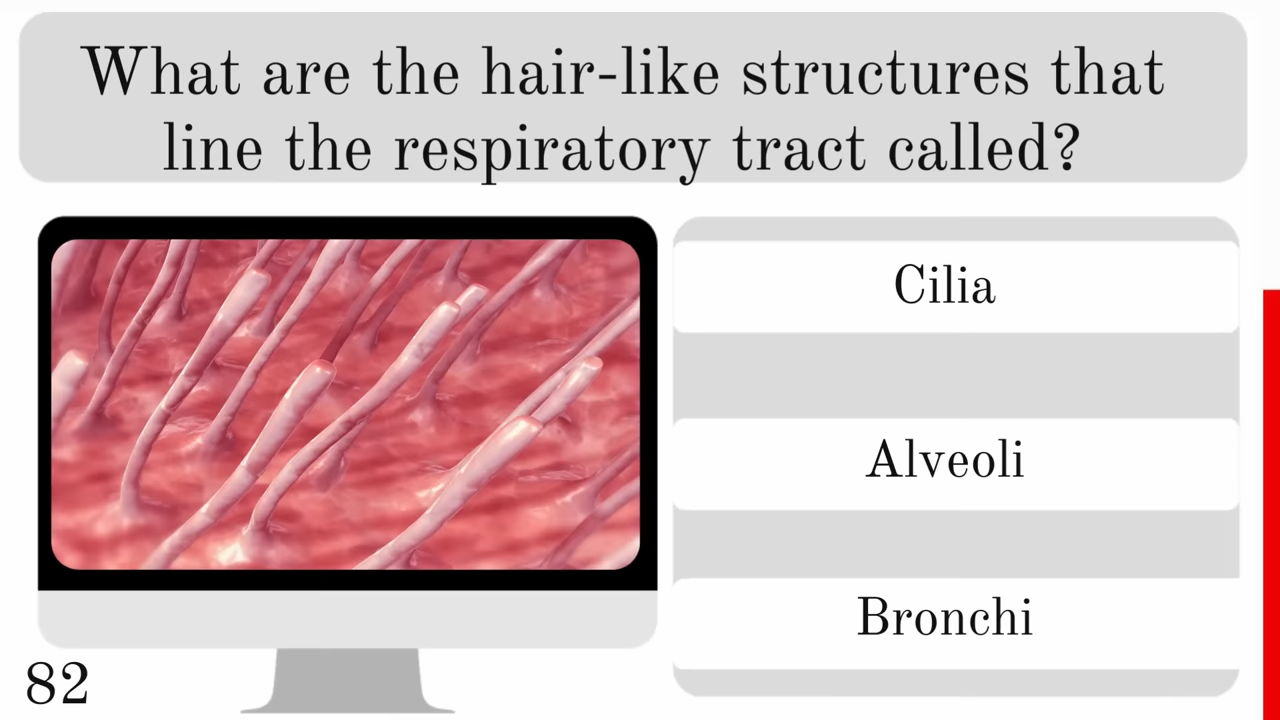 What are the hair-like structures that
line the respiratory tract called?
Cilia
Alveoli
Bronchi
82